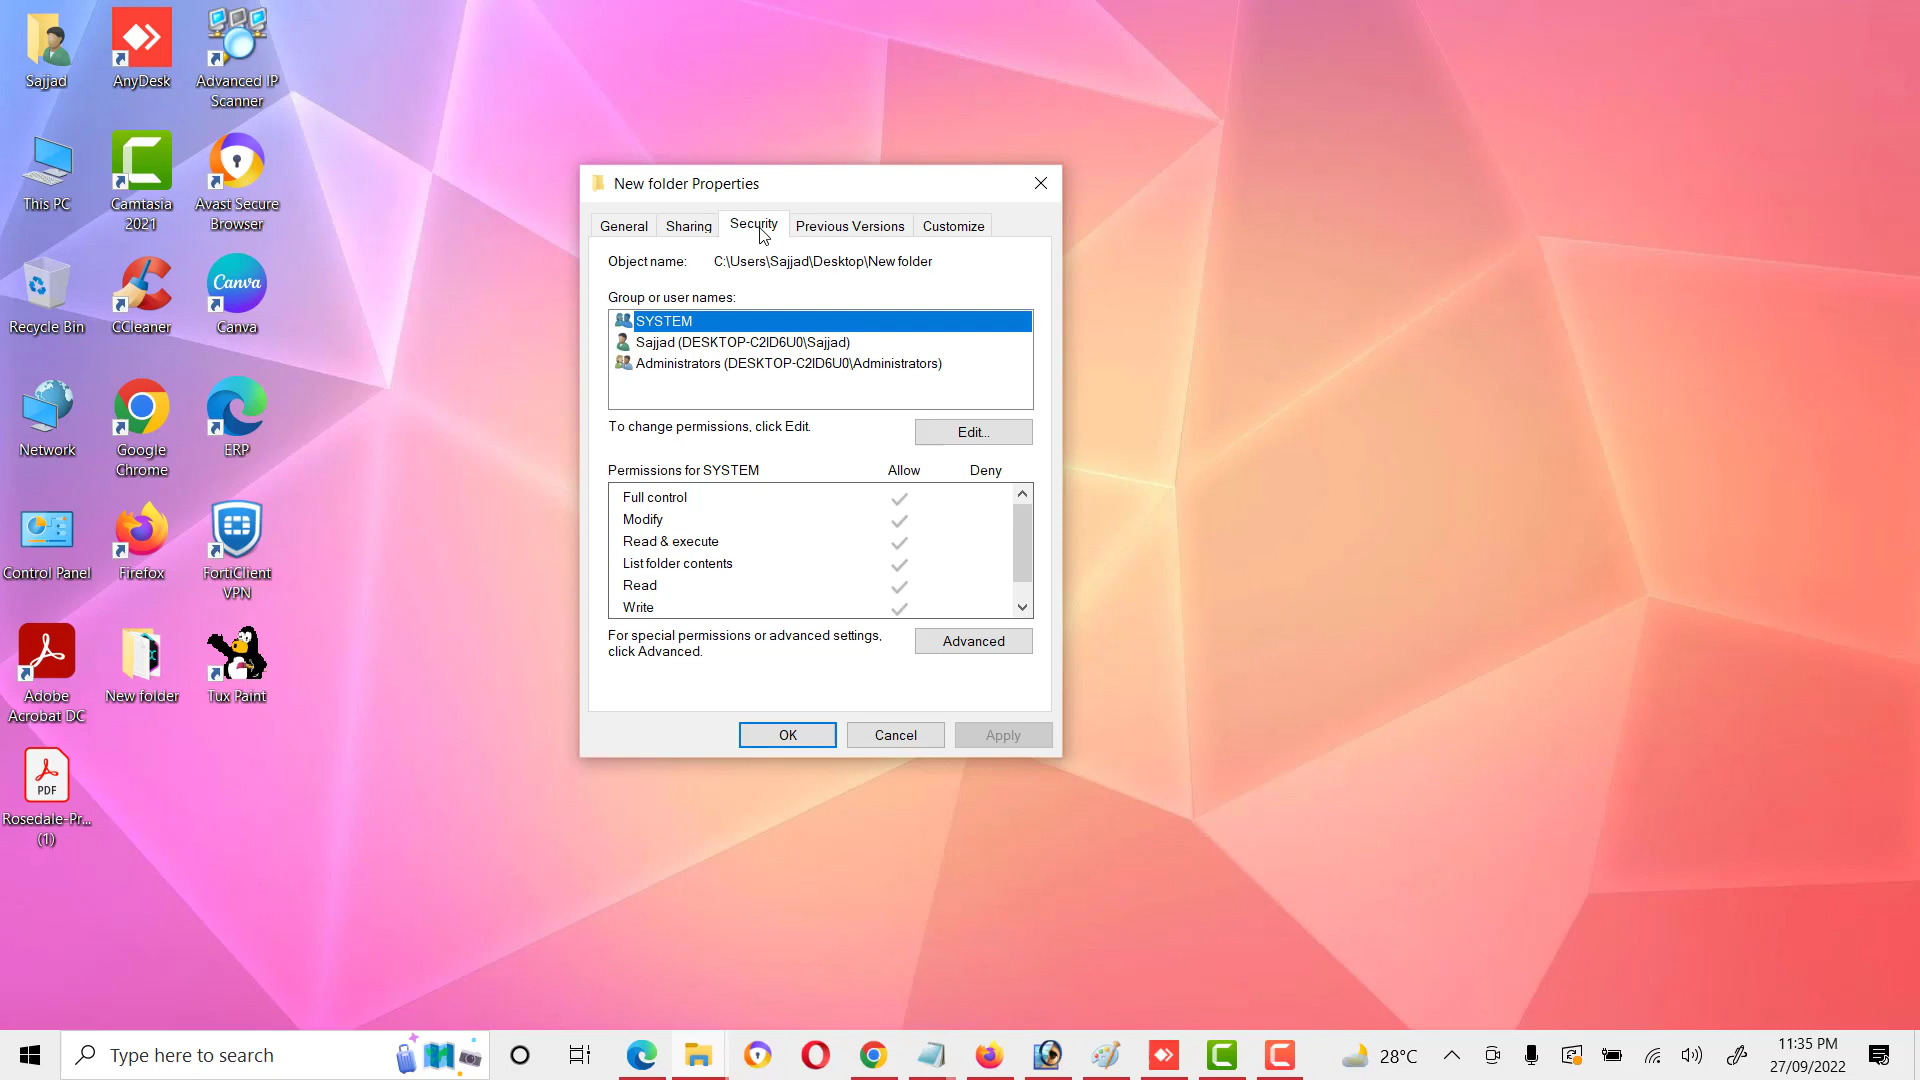 Sajjad
AnyDesk
Advanced IP
Scanner
This PC
Camtasia
2021
Avast Secure
Browser
Recycle Bin
CCleaner
Canva
Canva
Network
Google
Chrome
ERP
Control Panel
Firefox
FortiClient
VPN
Adobe
Acrobat DC
New folder
Tux Paint
PDF
Rosedale-Pr...
(1)
New folder Properties
General
Sharing
Security
Previous Versions
Customize
Object name:
C:\Users\Sajjad\Desktop\New folder
Group or user names:
SYSTEM
Sajjad (DESKTOP-C2ID6U0\Sajjad)
Administrators (DESKTOP-C2ID6U0\Administrators)
To change permissions, click Edit.
Edit...
Permissions for SYSTEM
Allow
Deny
Full control
Modify
Read & execute
List folder contents
Read
Write
For special permissions or advanced settings,
click Advanced.
Advanced
OK
Cancel
Apply
Type here to search
28°C
11:35 PM
27/09/2022